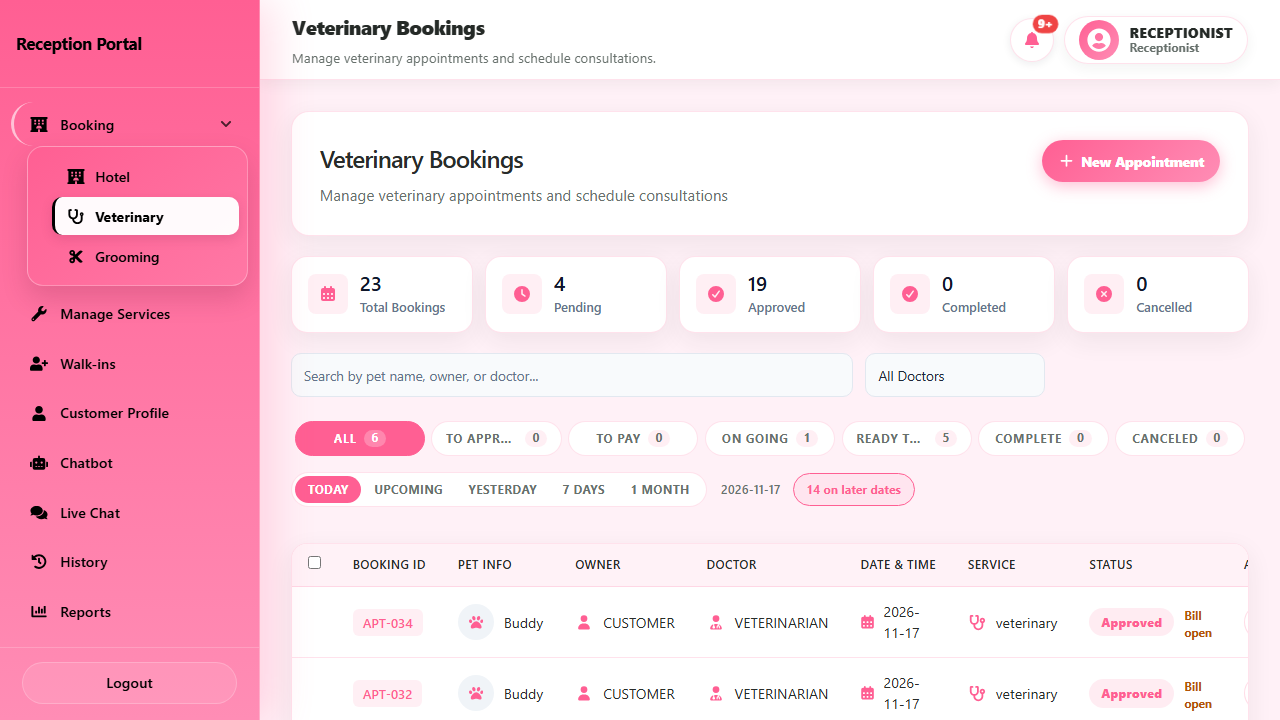 Reception Portal
Booking
Hotel
Veterinary
Grooming
Manage Services
Walk-ins
Customer Profile
Chatbot
Live Chat
History
Reports
Logout
Veterinary Bookings
Manage veterinary appointments and schedule consultations.
9+
RECEPTIONIST
Receptionist
Veterinary Bookings
Manage veterinary appointments and schedule consultations
New Appointment
23
Total Bookings
4
Pending
19
Approved
0
Completed
0
Cancelled
Search by pet name, owner, or doctor...
All Doctors
ALL 6
TO APPR... 0
TO PAY 0
ON GOING 1
READY T... 5
COMPLETE 0
CANCELED 0
TODAY UPCOMING YESTERDAY 7 DAYS 1 MONTH 2026-11-17 14 on later dates
BOOKING ID PET INFO OWNER DOCTOR DATE & TIME SERVICE STATUS
APT-034 Buddy CUSTOMER VETERINARIAN 2026-11-17 veterinary Approved Bill open
APT-032 Buddy CUSTOMER VETERINARIAN 2026-11-17 veterinary Approved Bill open